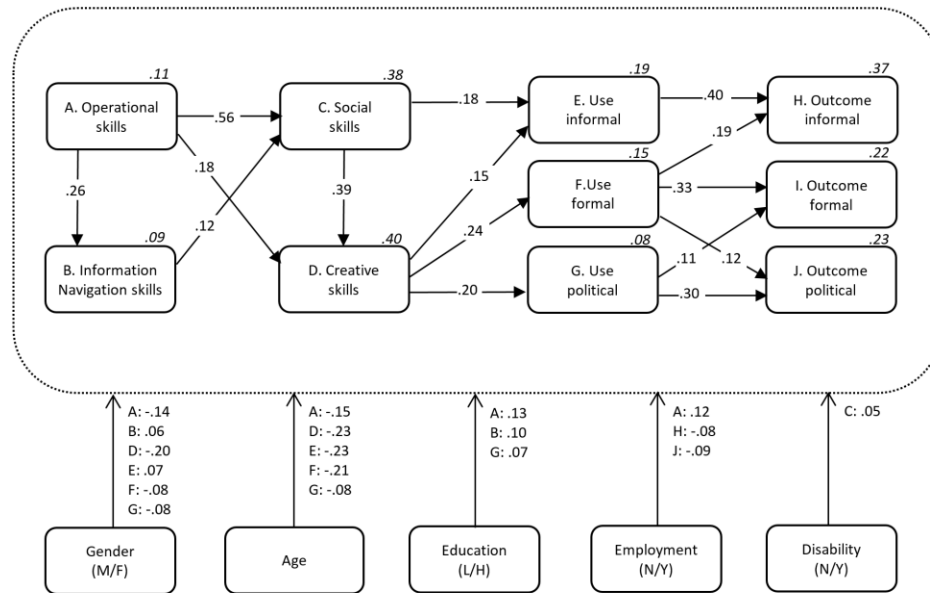 .11
.38
.19
.37
A. Operational
skills
C. Social
skills
E. Use
informal
H. Outcome
informal
.56
.18
.40
.19
.18
.15
.15
.22
.26
.39
F.Use
formal
I. Outcome
formal
.33
.12
.24
.09
.40
.08
.23
B. Information
Navigation skills
D. Creative
skills
G. Use
political
J. Outcome
political
.11
.12
.20
.30
A: -.14
B: .06
D: -.20
E: .07
F: -.08
G: -.08
A: -.15
D: -.23
E: -.23
F: -.21
G: -.08
A: .13
B: .10
G: .07
A: .12
H: -.08
J: -.09
C: .05
Gender
(M/F)
Age
Education
(L/H)
Employment
(N/Y)
Disability
(N/Y)